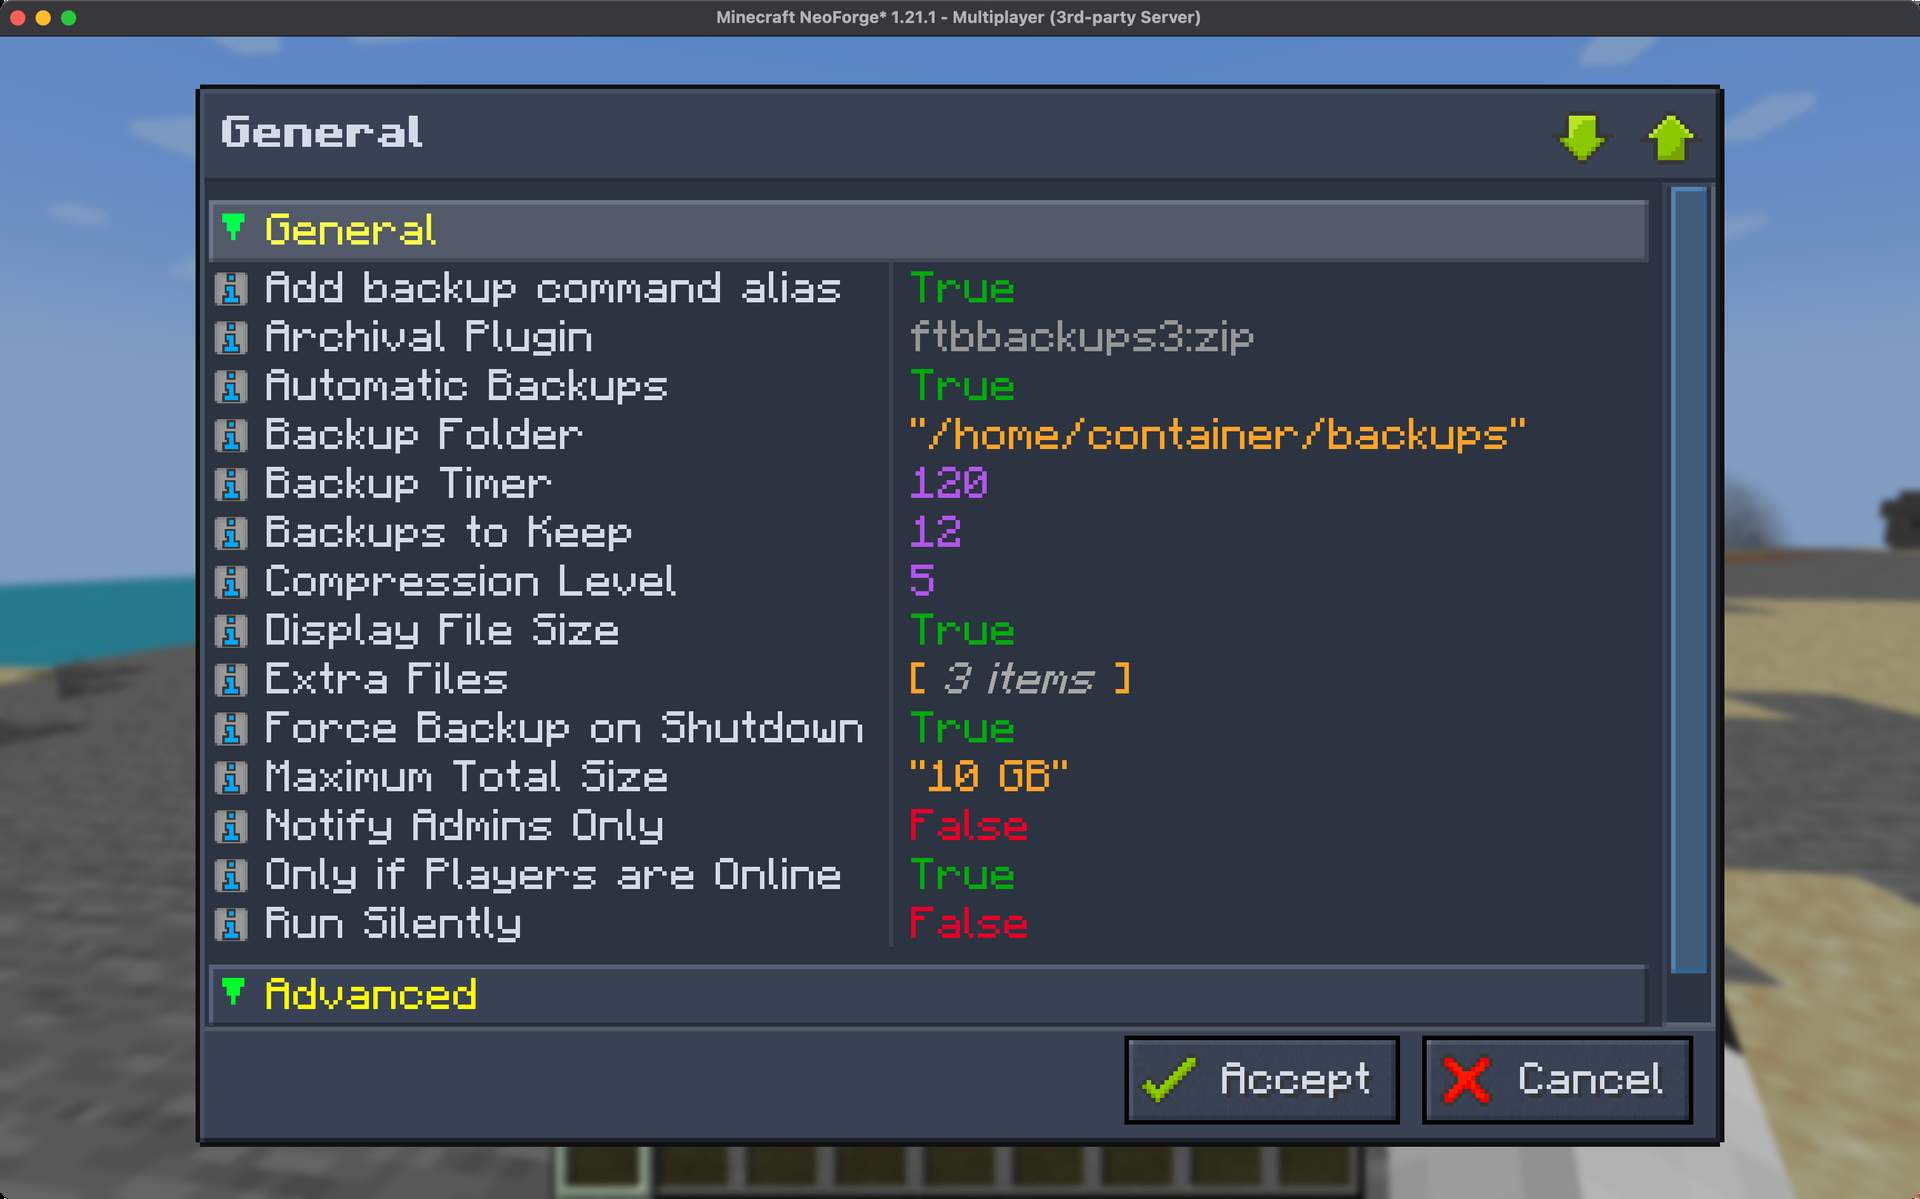 Minecraft NeoForge* 1.21.1 - Multiplayer (3rd-party Server)
General
General
Add backup command alias True
Archival Plugin ftbbackups3:zip
Automatic Backups True
Backup Folder "/home/container/backups"
Backup Timer 120
Backups to Keep 12
Compression Level 5
Display File Size True
Extra Files [ 3 items ]
Force Backup on Shutdown True
Maximum Total Size "10 GB"
Notify Admins Only False
Only if Players are Online True
Run Silently False
Advanced
Accept Cancel